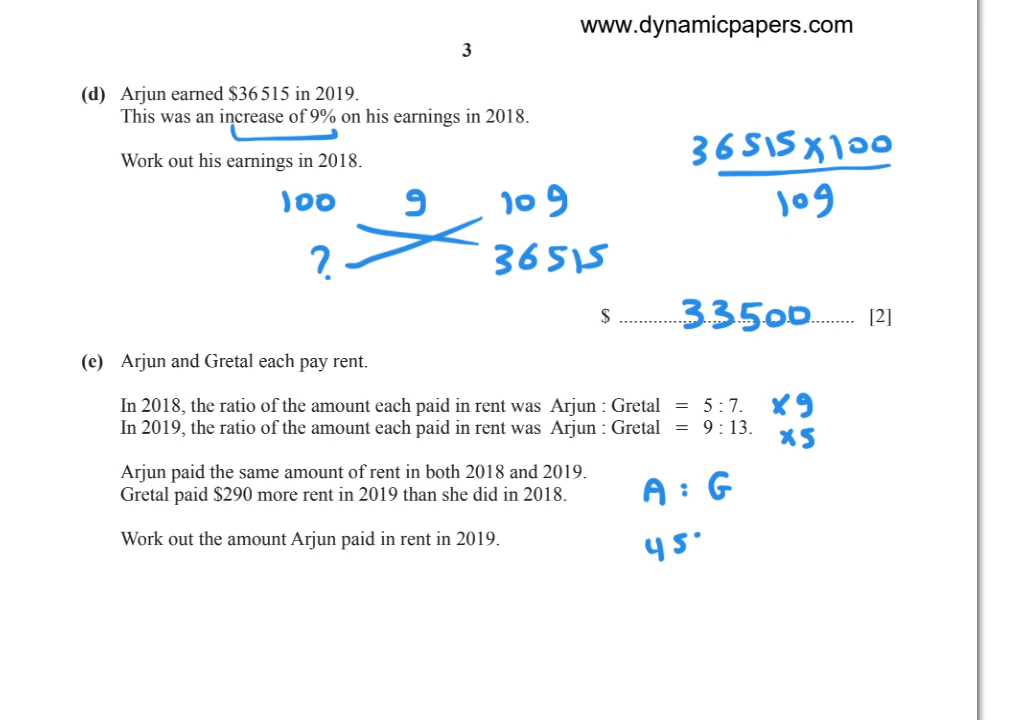 www.dynamicpapers.com
3
(d) Arjun earned $36 515 in 2019.
This was an increase of 9% on his earnings in 2018.
Work out his earnings in 2018.
36515 x 100
109
100 9 109
? 36515
$ .............. 33500 .......... [2]
(e) Arjun and Gretal each pay rent.
In 2018, the ratio of the amount each paid in rent was Arjun : Gretal = 5 : 7. x 9
In 2019, the ratio of the amount each paid in rent was Arjun : Gretal = 9 : 13. x 5
Arjun paid the same amount of rent in both 2018 and 2019.
Gretal paid $290 more rent in 2019 than she did in 2018.
A : G
Work out the amount Arjun paid in rent in 2019.
45